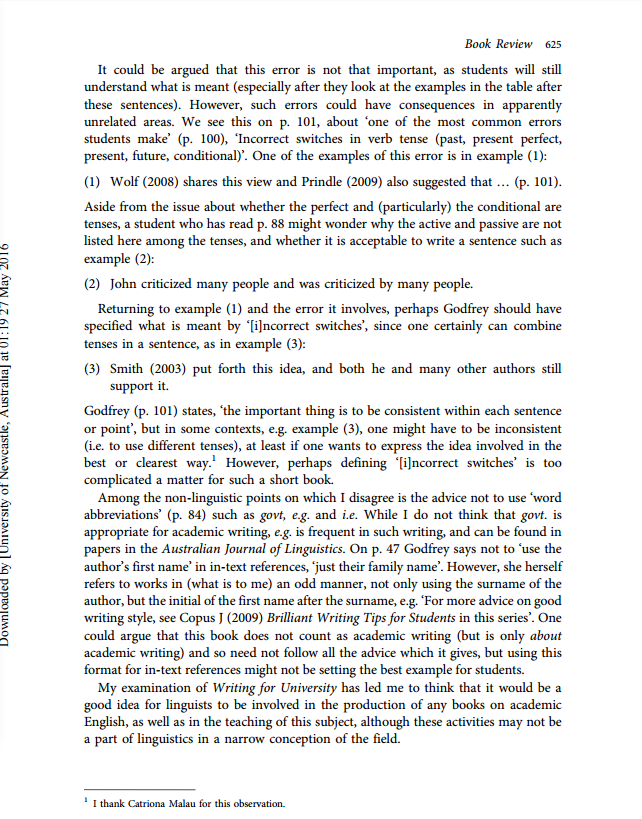 Book Review 625
It could be argued that this error is not that important, as students will still
understand what is meant (especially after they look at the examples in the table after
these sentences). However, such errors could have consequences in apparently
unrelated areas. We see this on p. 101, about ‘one of the most common errors
students make’ (p. 100), ‘Incorrect switches in verb tense (past, present perfect,
present, future, conditional)’. One of the examples of this error is in example (1):
(1) Wolf (2008) shares this view and Prindle (2009) also suggested that … (p. 101).
Aside from the issue about whether the perfect and (particularly) the conditional are
tenses, a student who has read p. 88 might wonder why the active and passive are not
listed here among the tenses, and whether it is acceptable to write a sentence such as
example (2):
(2) John criticized many people and was criticized by many people.
Returning to example (1) and the error it involves, perhaps Godfrey should have
specified what is meant by ‘[i]ncorrect switches’, since one certainly can combine
tenses in a sentence, as in example (3):
(3) Smith (2003) put forth this idea, and both he and many other authors still
support it.
Godfrey (p. 101) states, ‘the important thing is to be consistent within each sentence
or point’, but in some contexts, e.g. example (3), one might have to be inconsistent
(i.e. to use different tenses), at least if one wants to express the idea involved in the
best or clearest way.1 However, perhaps defining ‘[i]ncorrect switches’ is too
complicated a matter for such a short book.
Among the non-linguistic points on which I disagree is the advice not to use ‘word
abbreviations’ (p. 84) such as govt, e.g. and i.e. While I do not think that govt. is
appropriate for academic writing, e.g. is frequent in such writing, and can be found in
papers in the Australian Journal of Linguistics. On p. 47 Godfrey says not to ‘use the
author’s first name’ in in-text references, ‘just their family name’. However, she herself
refers to works in (what is to me) an odd manner, not only using the surname of the
author, but the initial of the first name after the surname, e.g. ‘For more advice on good
writing style, see Copus J (2009) Brilliant Writing Tips for Students in this series’. One
could argue that this book does not count as academic writing (but is only about
academic writing) and so need not follow all the advice which it gives, but using this
format for in-text references might not be setting the best example for students.
My examination of Writing for University has led me to think that it would be a
good idea for linguists to be involved in the production of any books on academic
English, as well as in the teaching of this subject, although these activities may not be
a part of linguistics in a narrow conception of the field.
1 I thank Catriona Malau for this observation.
Downloaded by [University of Newcastle, Australia] at 01:19 27 May 2016